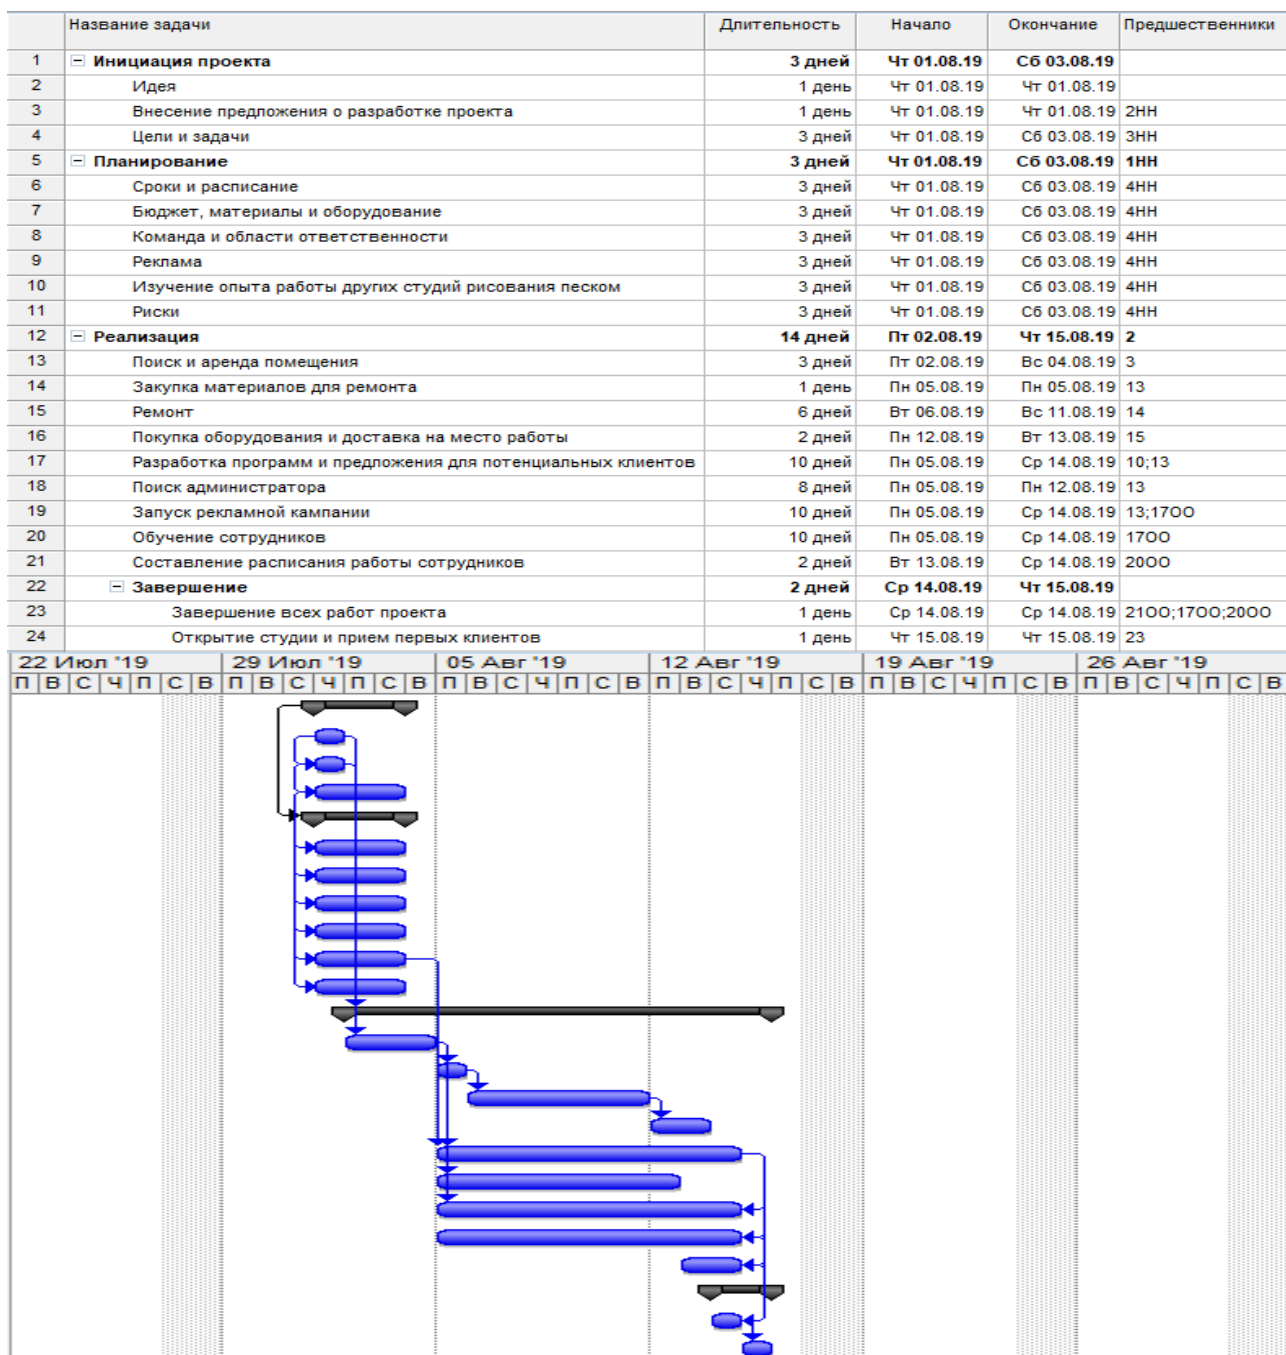 Название задачи Длительность Начало Окончание Предшественники
1 Инициация проекта 3 дней Чт 01.08.19 Сб 03.08.19
2 Идея 1 день Чт 01.08.19 Чт 01.08.19
3 Внесение предложения о разработке проекта 1 день Чт 01.08.19 Чт 01.08.19 2НН
4 Цели и задачи 3 дней Чт 01.08.19 Сб 03.08.19 3НН
5 Планирование 3 дней Чт 01.08.19 Сб 03.08.19 1НН
6 Сроки и расписание 3 дней Чт 01.08.19 Сб 03.08.19 4НН
7 Бюджет, материалы и оборудование 3 дней Чт 01.08.19 Сб 03.08.19 4НН
8 Команда и области ответственности 3 дней Чт 01.08.19 Сб 03.08.19 4НН
9 Реклама 3 дней Чт 01.08.19 Сб 03.08.19 4НН
10 Изучение опыта работы других студий рисования песком 3 дней Чт 01.08.19 Сб 03.08.19 4НН
11 Риски 3 дней Чт 01.08.19 Сб 03.08.19 4НН
12 Реализация 14 дней Пт 02.08.19 Чт 15.08.19 2
13 Поиск и аренда помещения 3 дней Пт 02.08.19 Вс 04.08.19 3
14 Закупка материалов для ремонта 1 день Пн 05.08.19 Пн 05.08.19 13
15 Ремонт 6 дней Вт 06.08.19 Вс 11.08.19 14
16 Покупка оборудования и доставка на место работы 2 дней Пн 12.08.19 Вт 13.08.19 15
17 Разработка программ и предложения для потенциальных клиентов 10 дней Пн 05.08.19 Ср 14.08.19 10;13
18 Поиск администратора 8 дней Пн 05.08.19 Пн 12.08.19 13
19 Запуск рекламной кампании 10 дней Пн 05.08.19 Ср 14.08.19 13;17ОО
20 Обучение сотрудников 10 дней Пн 05.08.19 Ср 14.08.19 17ОО
21 Составление расписания работы сотрудников 2 дней Вт 13.08.19 Ср 14.08.19 20ОО
22 Завершение 2 дней Ср 14.08.19 Чт 15.08.19
23 Завершение всех работ проекта 1 день Ср 14.08.19 Ср 14.08.19 21ОО;17ОО;20ОО
24 Открытие студии и прием первых клиентов 1 день Чт 15.08.19 Чт 15.08.19 23
22 Июл '19 29 Июл '19 05 Авг '19 12 Авг '19 19 Авг '19 26 Авг '19
П В С Ч П С В П В С Ч П С В П В С Ч П С В П В С Ч П С В П В С Ч П С В П В С Ч П С В